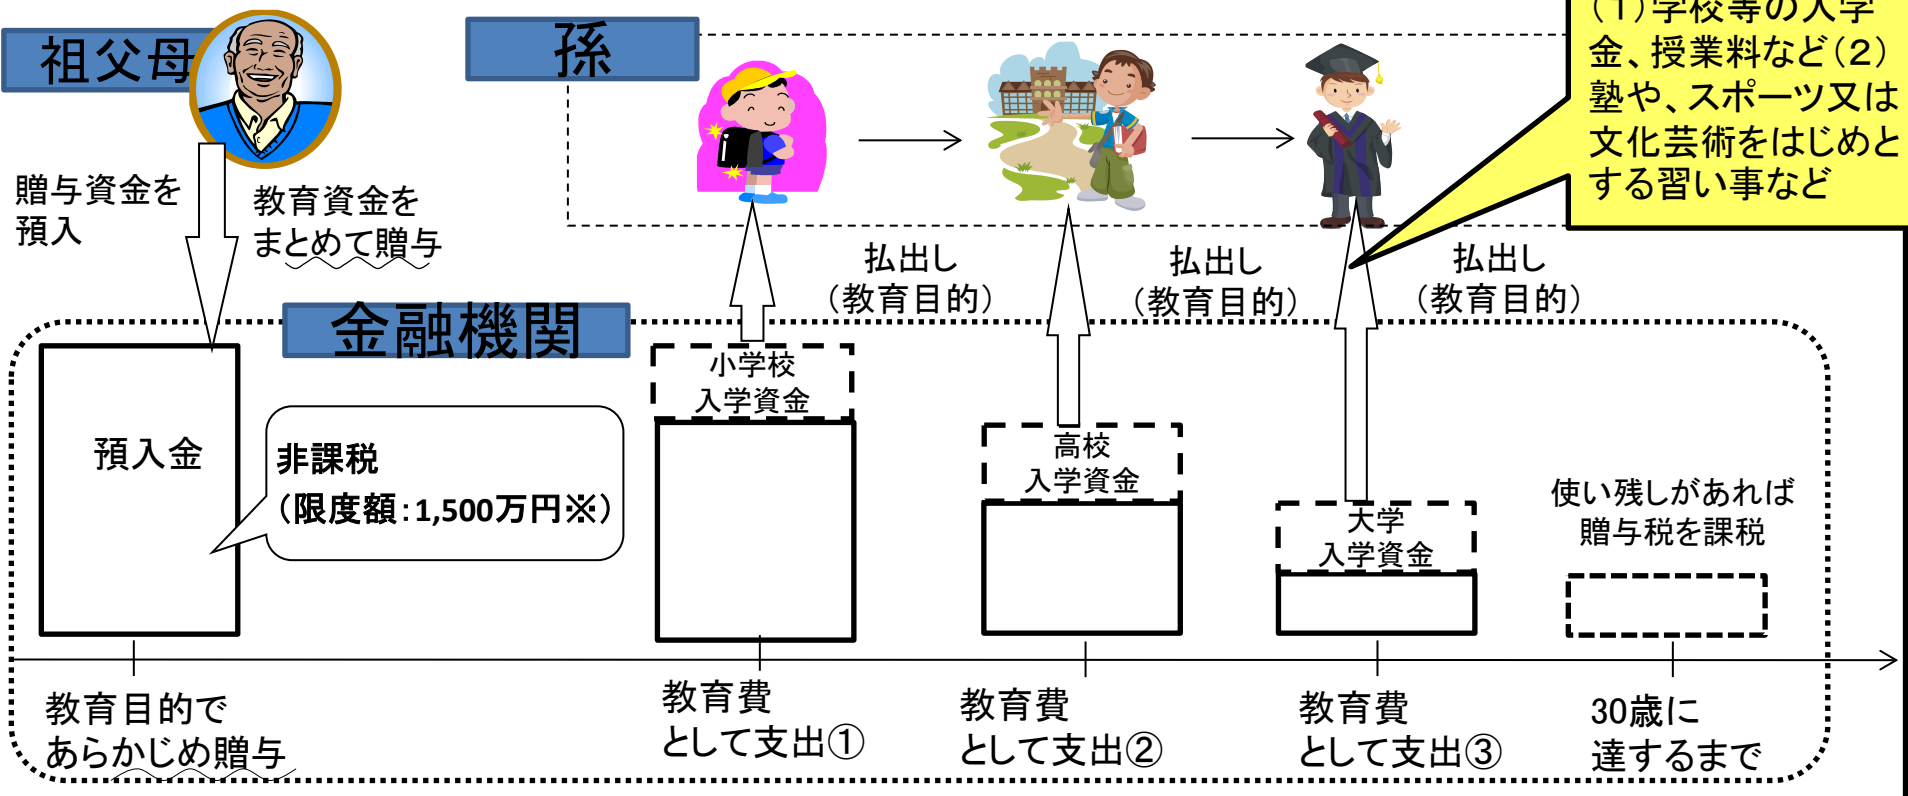 祖父母
孫
(1)学校等の入学
金、授業料など(2)
塾や、スポーツ又は
文化芸術をはじめと
する習い事など
贈与資金を
預入
教育資金を
まとめて贈与
払出し
(教育目的)
払出し
(教育目的)
払出し
(教育目的)
金融機関
預入金
非課税
(限度額:1,500万円※)
小学校
入学資金
高校
入学資金
大学
入学資金
使い残しがあれば
贈与税を課税
教育目的で
あらかじめ贈与
教育費
として支出①
教育費
として支出②
教育費
として支出③
30歳に
達するまで